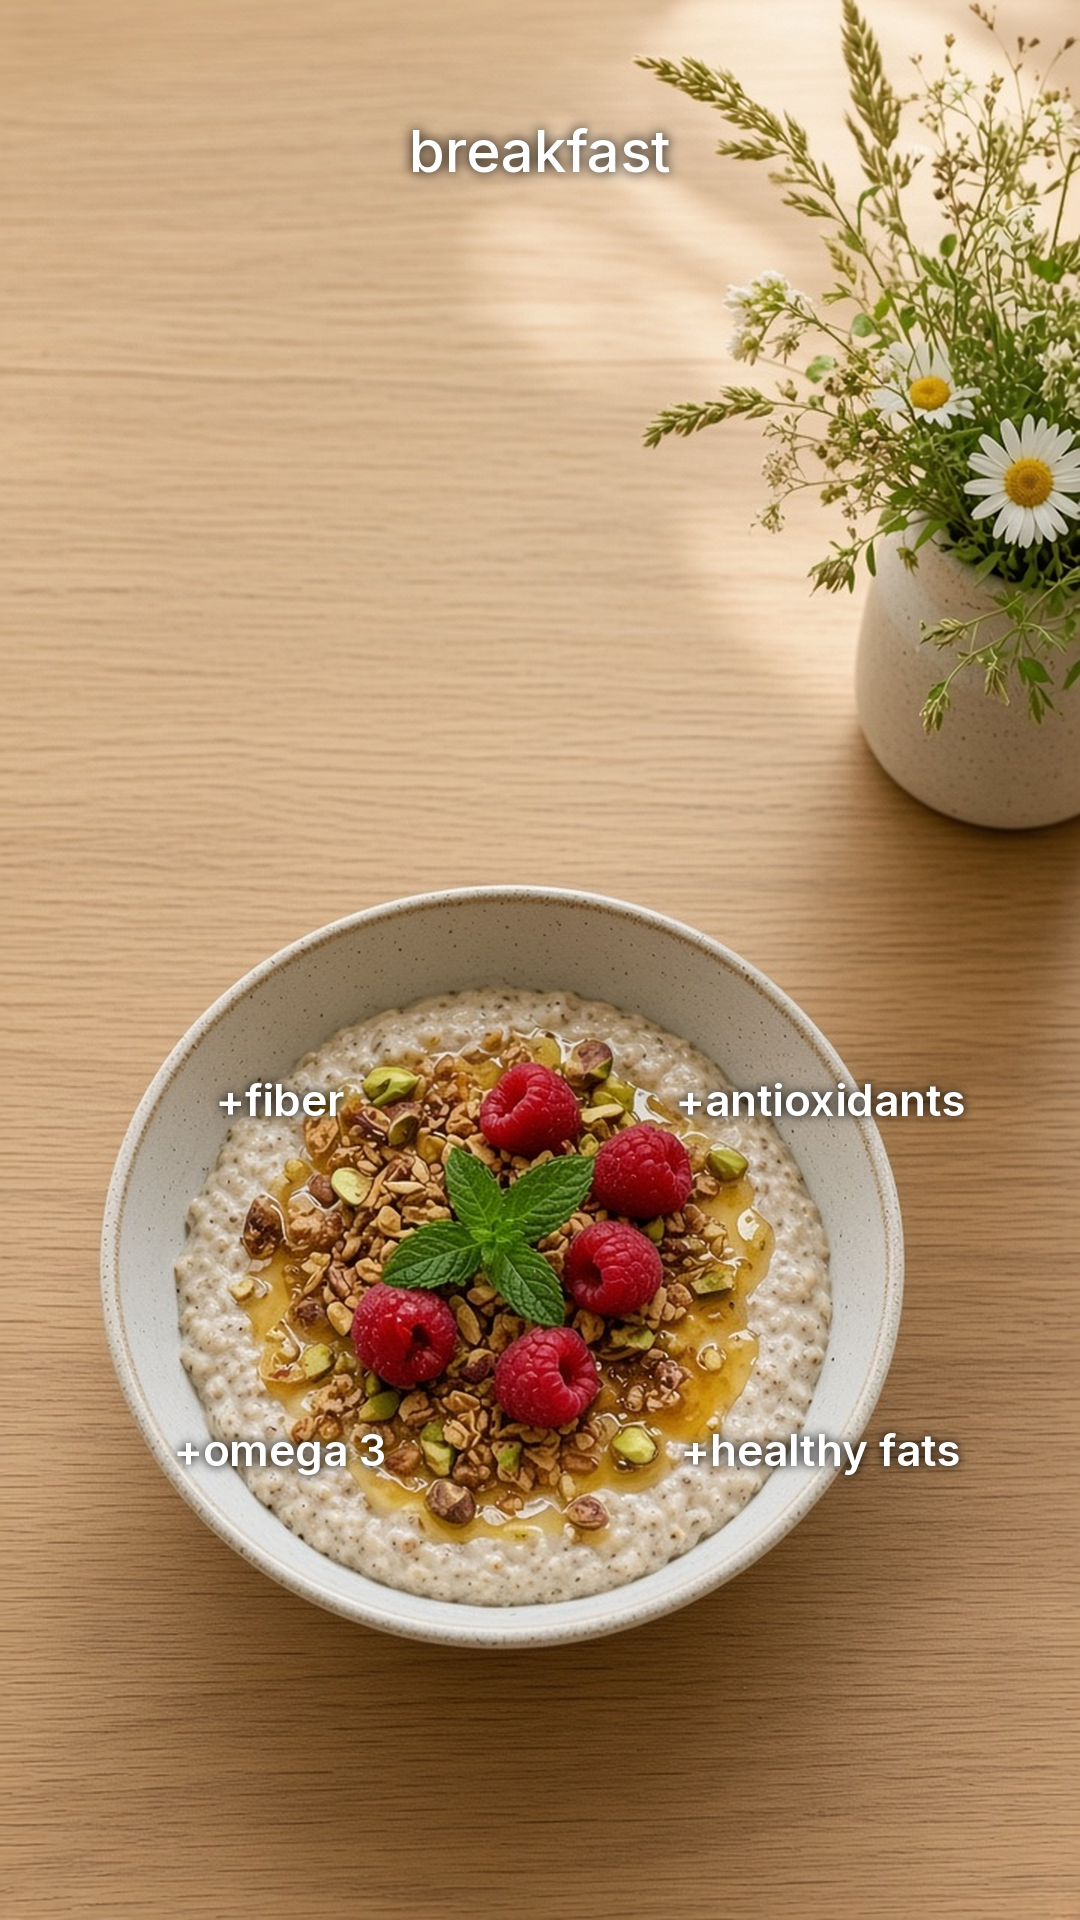 breakfast
+fiber
+antioxidants
+omega 3
+healthy fats